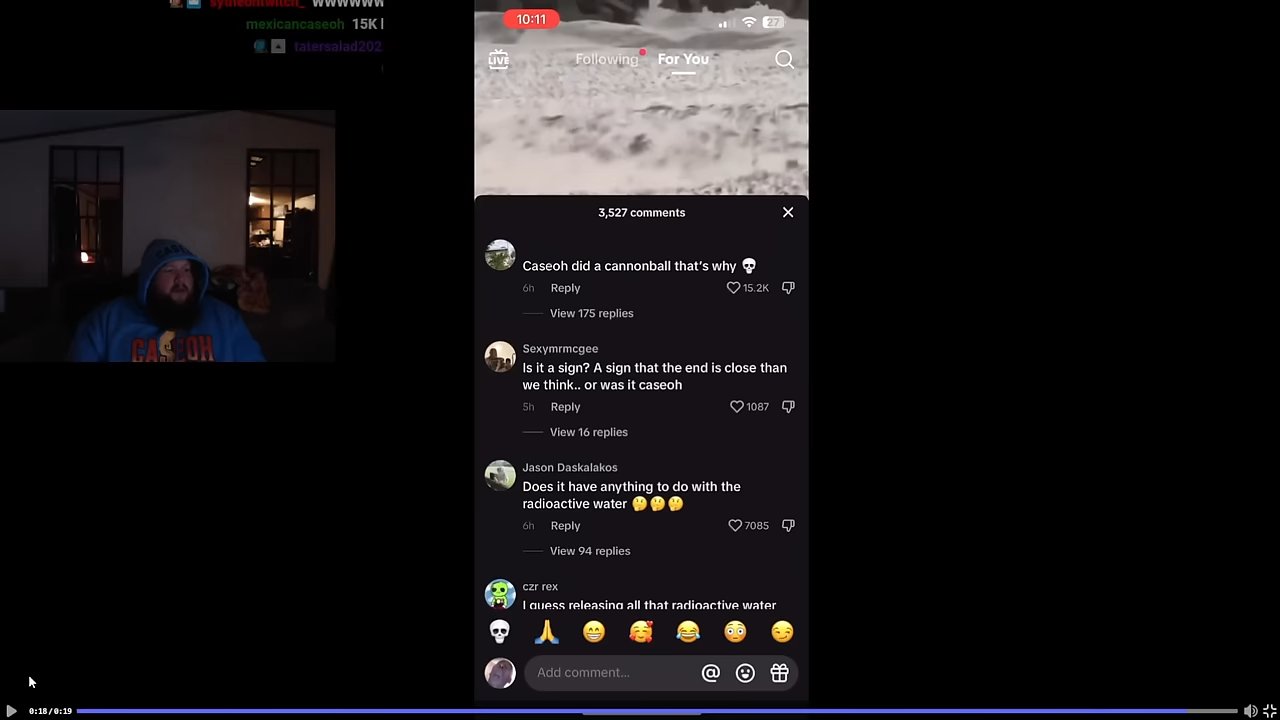 sydleontwitch_ wwwwww
mexicancaseoh 15K
tatersalad202
10:11
27
LIVE
Following
For You
3,527 comments
Caseoh did a cannonball that's why 💀
6h Reply
15.2K
View 175 replies
Sexymrmcgee
Is it a sign? A sign that the end is close than
we think.. or was it caseoh
5h Reply
1087
View 16 replies
Jason Daskalakos
Does it have anything to do with the
radioactive water 🤔🤔🤔
6h Reply
7085
View 94 replies
czr rex
I guess releasing all that radioactive water
💀🙏😁🥰😂😳😏
Add comment...
@
CASEOH
0:18/0:19